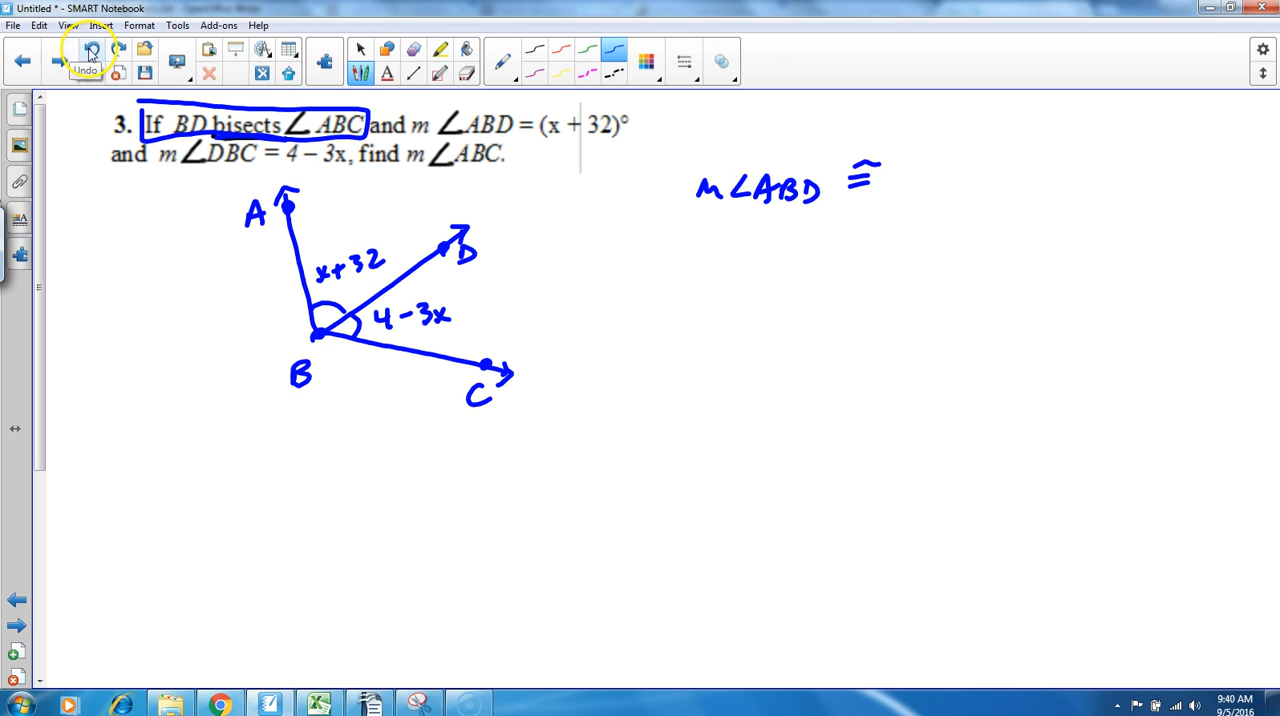 Untitled * - SMART Notebook
File Edit View Insert Format Tools Add-ons Help
Undo
3. If BD bisects ∠ ABC and m ∠ABD = (x + 32)°
and m ∠DBC = 4 – 3x, find m ∠ABC.
m∠ABD ≅
A
D
x+32
4-3x
B
C
9:40 AM
9/5/2016